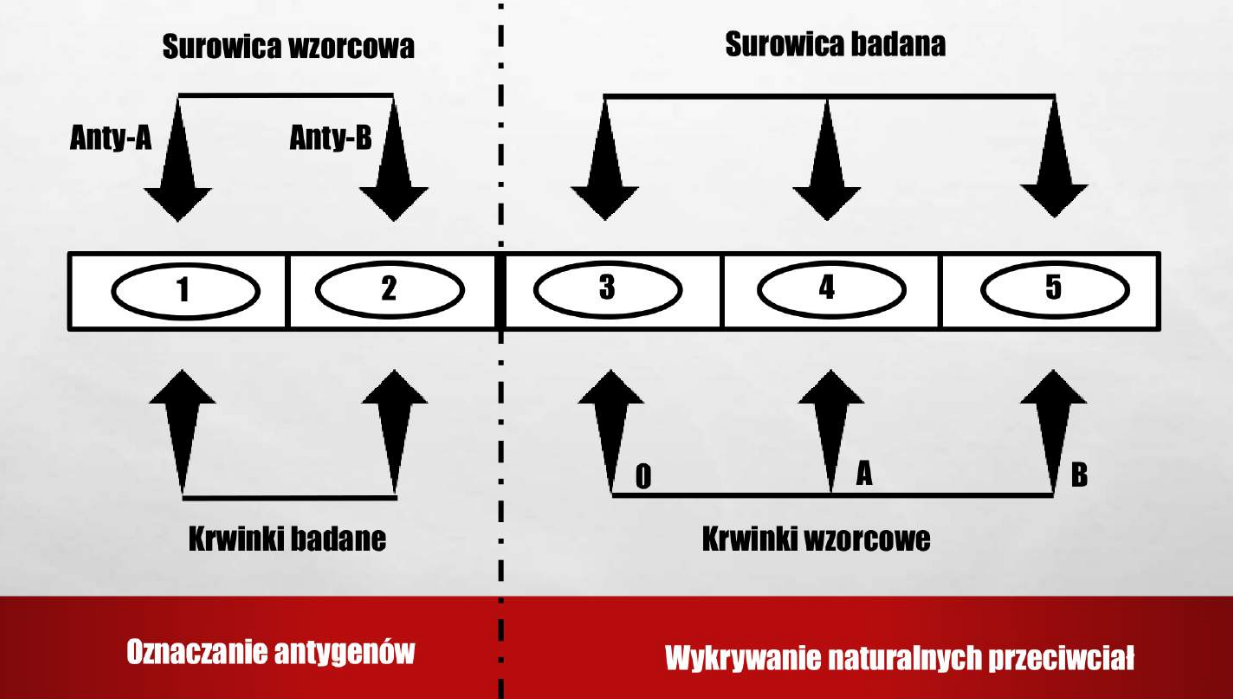 Surowica wzorcowa
Surowica badana
Anty-A
Anty-B
1
2
3
4
5
0
A
B
Krwinki badane
Krwinki wzorcowe
Oznaczanie antygenów
Wykrywanie naturalnych przeciwciał